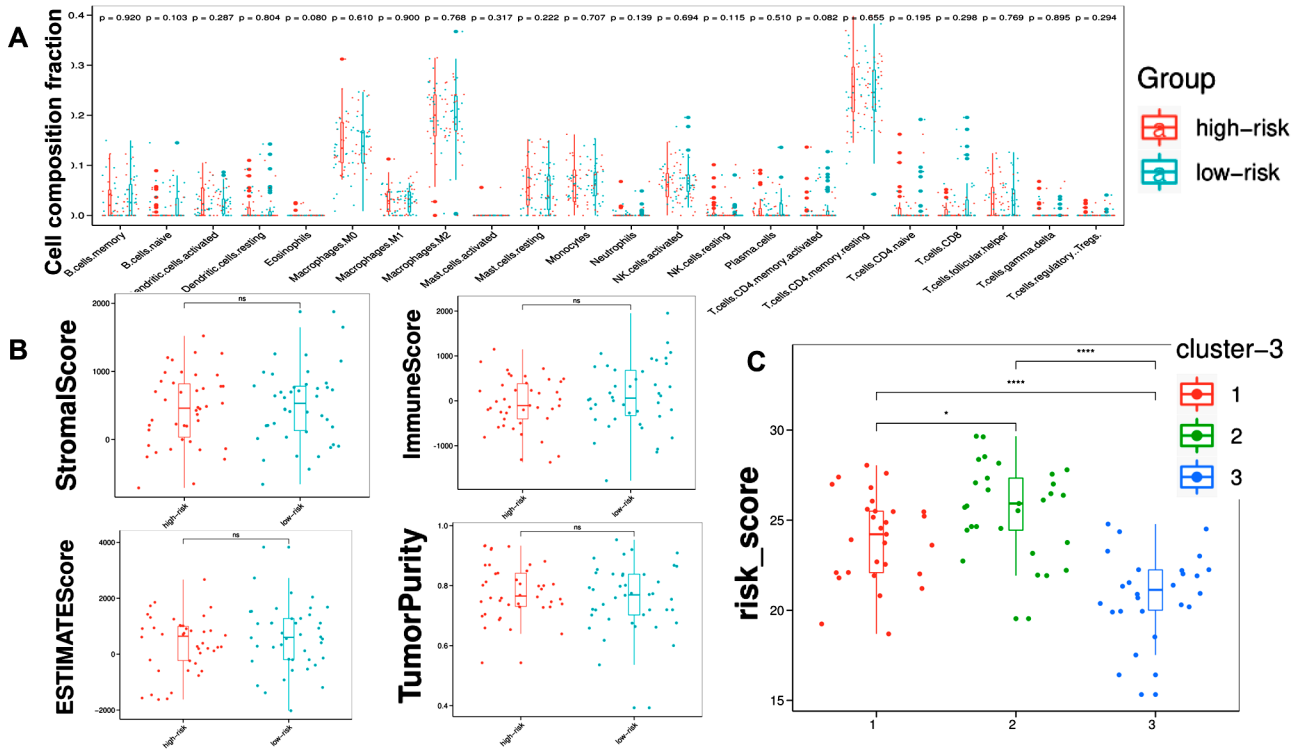 A
Cell composition fraction
p = 0.920 p = 0.103 p = 0.287 p = 0.804 p = 0.080 p = 0.610 p = 0.900 p = 0.768 p = 0.317 p = 0.222 p = 0.707 p = 0.139 p = 0.694 p = 0.115 p = 0.510 p = 0.082 p = 0.655 p = 0.195 p = 0.298 p = 0.769 p = 0.895 p = 0.294
0.4
0.3
0.2
0.1
0.0
B.cells.memory
B.cells.naive
Dendritic.cells.activated
Dendritic.cells.resting
Eosinophils
Macrophages.M0
Macrophages.M1
Macrophages.M2
Mast.cells.activated
Mast.cells.resting
Monocytes
Neutrophils
NK.cells.activated
NK.cells.resting
Plasma.cells
T.cells.CD4.memory.activated
T.cells.CD4.memory.resting
T.cells.CD4.naive
T.cells.CD8
T.cells.follicular.helper
T.cells.gamma.delta
T.cells.regulatory..Tregs.
Group
a high-risk
a low-risk
B
StromalScore
2000
1000
0
ns
high-risk
low-risk
ImmuneScore
2000
1000
0
-1000
ns
high-risk
low-risk
ESTIMATEScore
4000
2000
0
-2000
ns
high-risk
low-risk
TumorPurity
1.0
0.8
0.6
0.4
ns
high-risk
low-risk
C
risk_score
30
25
20
15
****
****
*
1
2
3
cluster-3
1
2
3